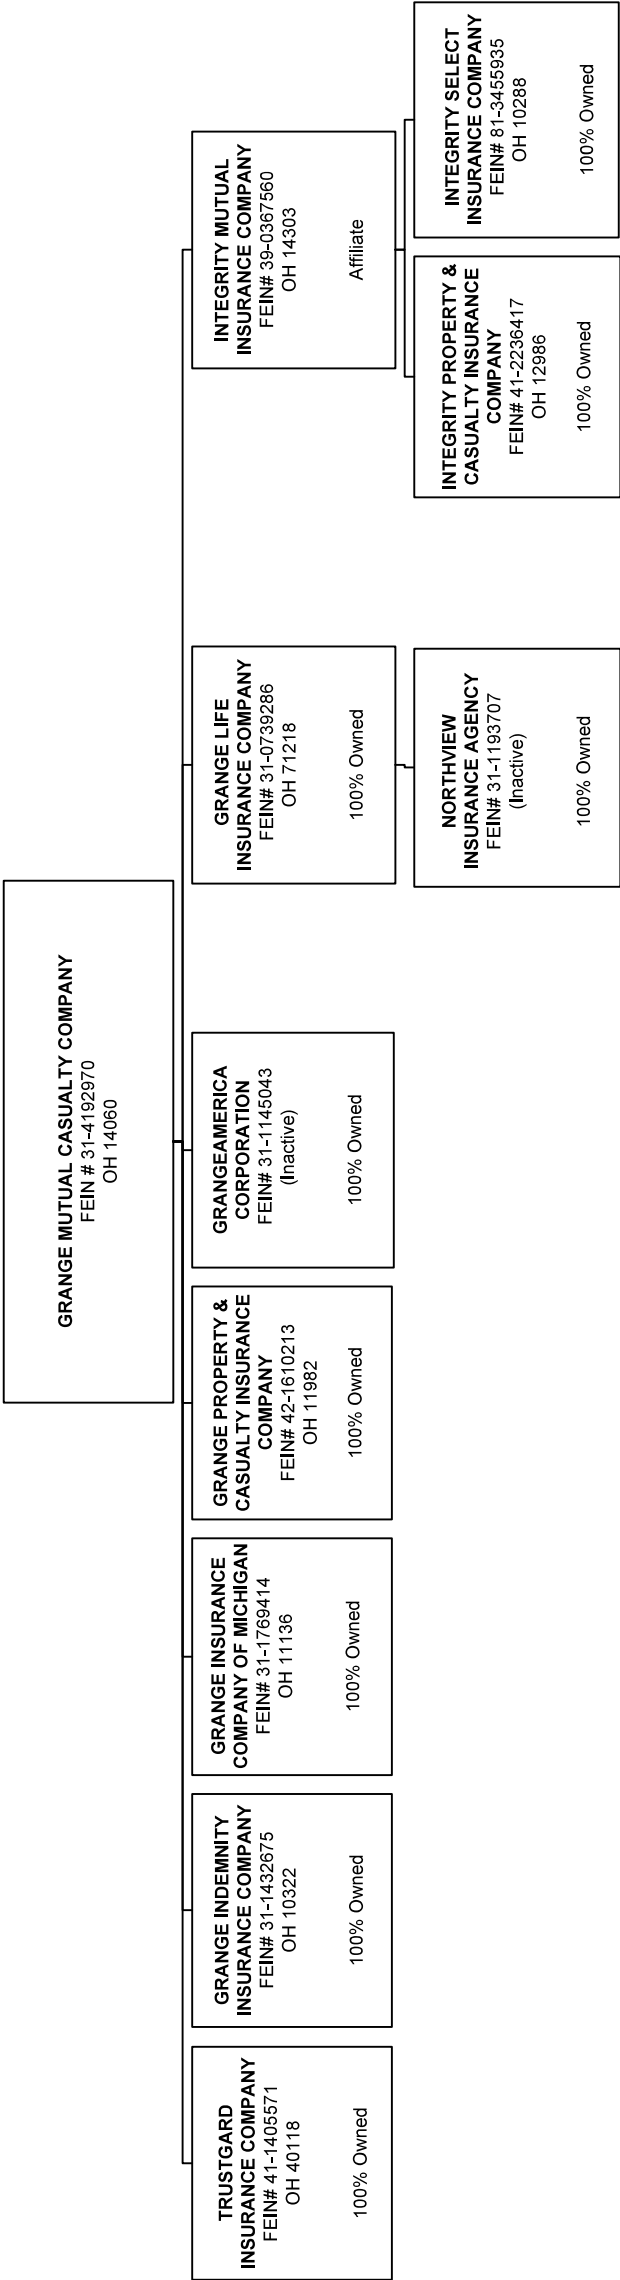 GRANGE MUTUAL CASUALTY COMPANY
FEIN # 31-4192970
OH 14060
TRUSTGARD
INSURANCE COMPANY
FEIN# 41-1405571
OH 40118
100% Owned
GRANGE INDEMNITY
INSURANCE COMPANY
FEIN# 31-1432675
OH 10322
100% Owned
GRANGE INSURANCE
COMPANY OF MICHIGAN
FEIN# 31-1769414
OH 11136
100% Owned
GRANGE PROPERTY &
CASUALTY INSURANCE
COMPANY
FEIN# 42-1610213
OH 11982
100% Owned
GRANGEAMERICA
CORPORATION
FEIN# 31-1145043
(Inactive)
100% Owned
GRANGE LIFE
INSURANCE COMPANY
FEIN# 31-0739286
OH 71218
100% Owned
INTEGRITY MUTUAL
INSURANCE COMPANY
FEIN# 39-0367560
OH 14303
Affiliate
NORTHVIEW
INSURANCE AGENCY
FEIN# 31-1193707
(Inactive)
100% Owned
INTEGRITY PROPERTY &
CASUALTY INSURANCE
COMPANY
FEIN# 41-2236417
OH 12986
100% Owned
INTEGRITY SELECT
INSURANCE COMPANY
FEIN# 81-3455935
OH 10288
100% Owned